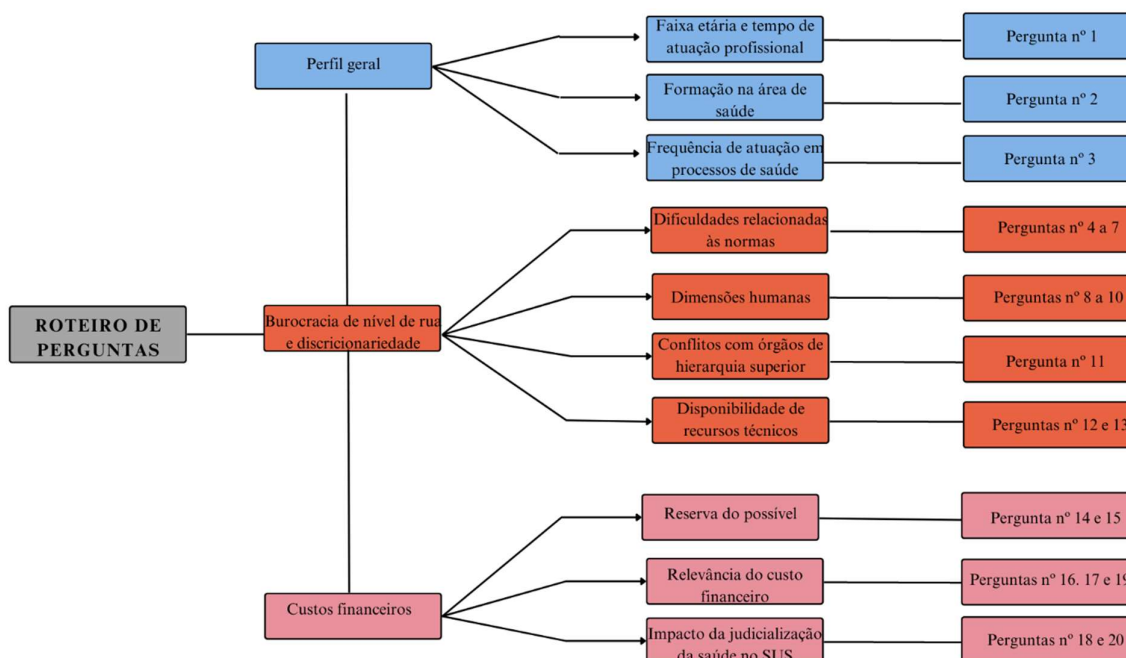 Perfil geral
Faixa etária e tempo de
atuação profissional
Pergunta nº 1
Formação na área de
saúde
Pergunta nº 2
Frequência de atuação em
processos de saúde
Pergunta nº 3
ROTEIRO DE
PERGUNTAS
Burocracia de nível de rua
e discricionariedade
Dificuldades relacionadas
às normas
Perguntas nº 4 a 7
Dimensões humanas
Perguntas nº 8 a 10
Conflitos com órgãos de
hierarquia superior
Pergunta nº 11
Disponibilidade de
recursos técnicos
Perguntas nº 12 e 13
Custos financeiros
Reserva do possível
Pergunta nº 14 e 15
Relevância do custo
financeiro
Perguntas nº 16. 17 e 19
Impacto da judicialização
da saúde no SUS
Perguntas nº 18 e 20